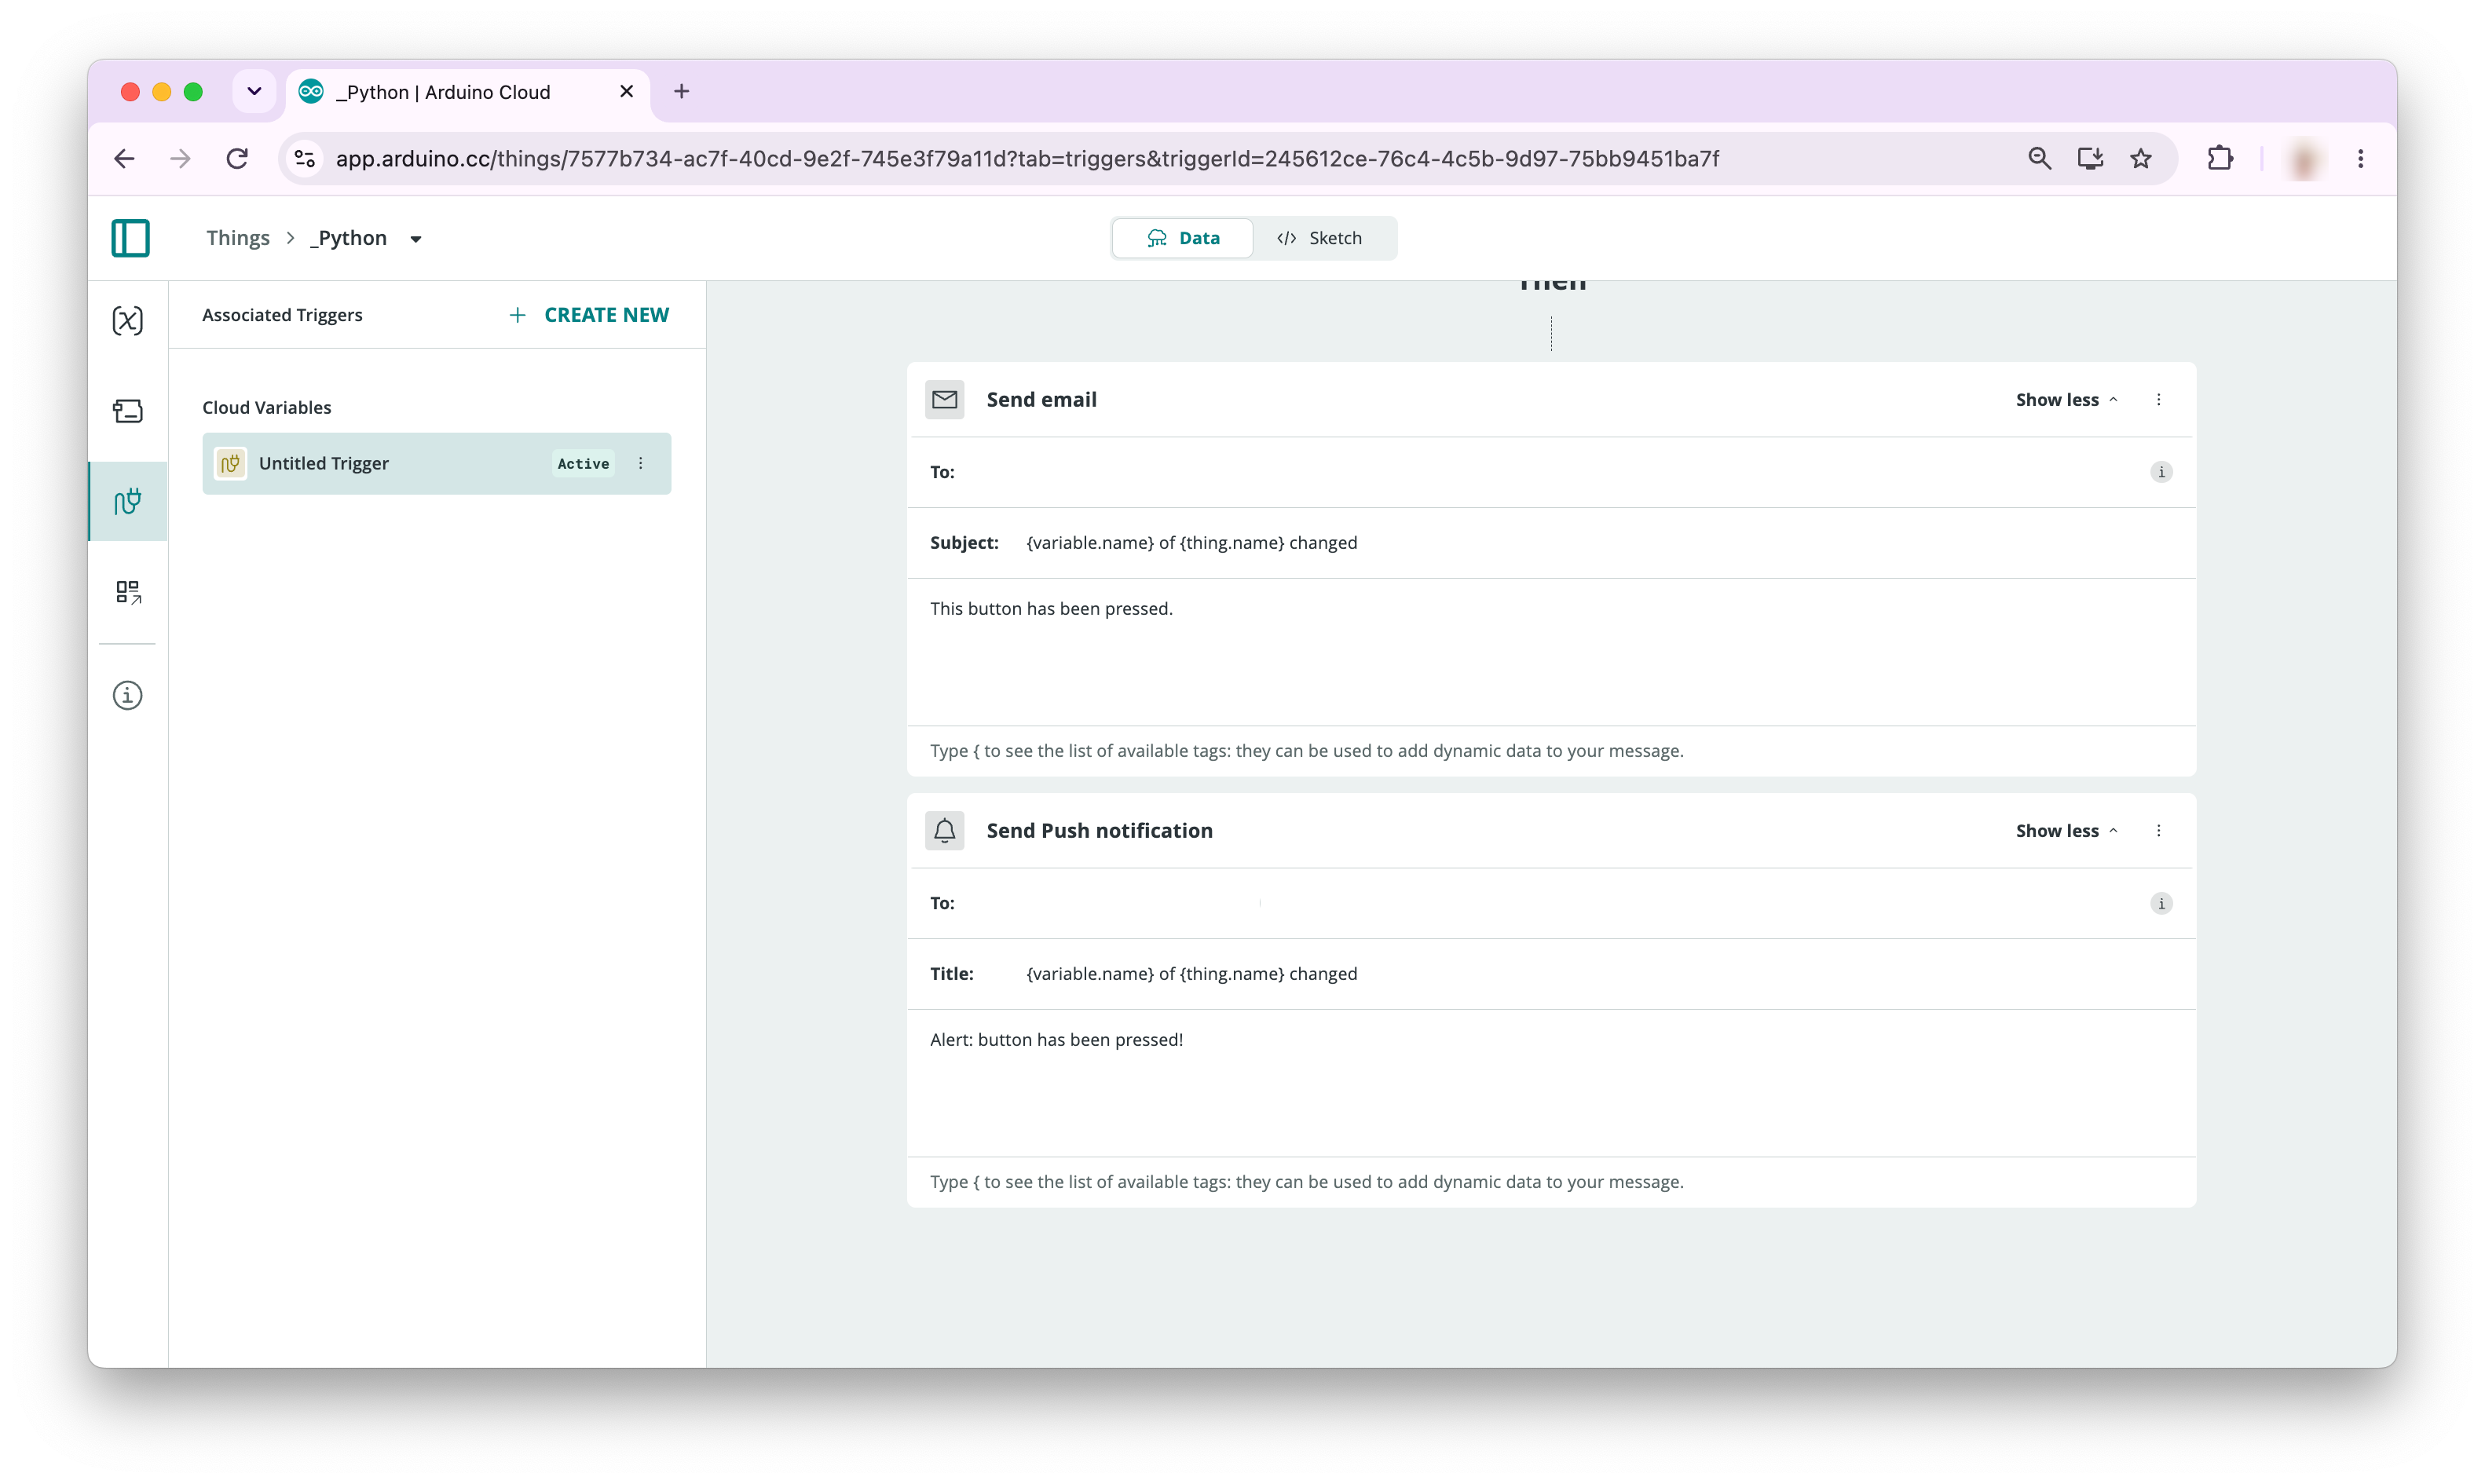 _Python | Arduino Cloud
app.arduino.cc/things/7577b734-ac7f-40cd-9e2f-745e3f79a11d?tab=triggers&triggerId=245612ce-76c4-4c5b-9d97-75bb9451ba7f
Things > _Python
Data
</> Sketch
Associated Triggers
+ CREATE NEW
Cloud Variables
Untitled Trigger
Active
Then
Send email
Show less
To:
Subject: {variable.name} of {thing.name} changed
This button has been pressed.
Type { to see the list of available tags: they can be used to add dynamic data to your message.
Send Push notification
Show less
To:
Title: {variable.name} of {thing.name} changed
Alert: button has been pressed!
Type { to see the list of available tags: they can be used to add dynamic data to your message.